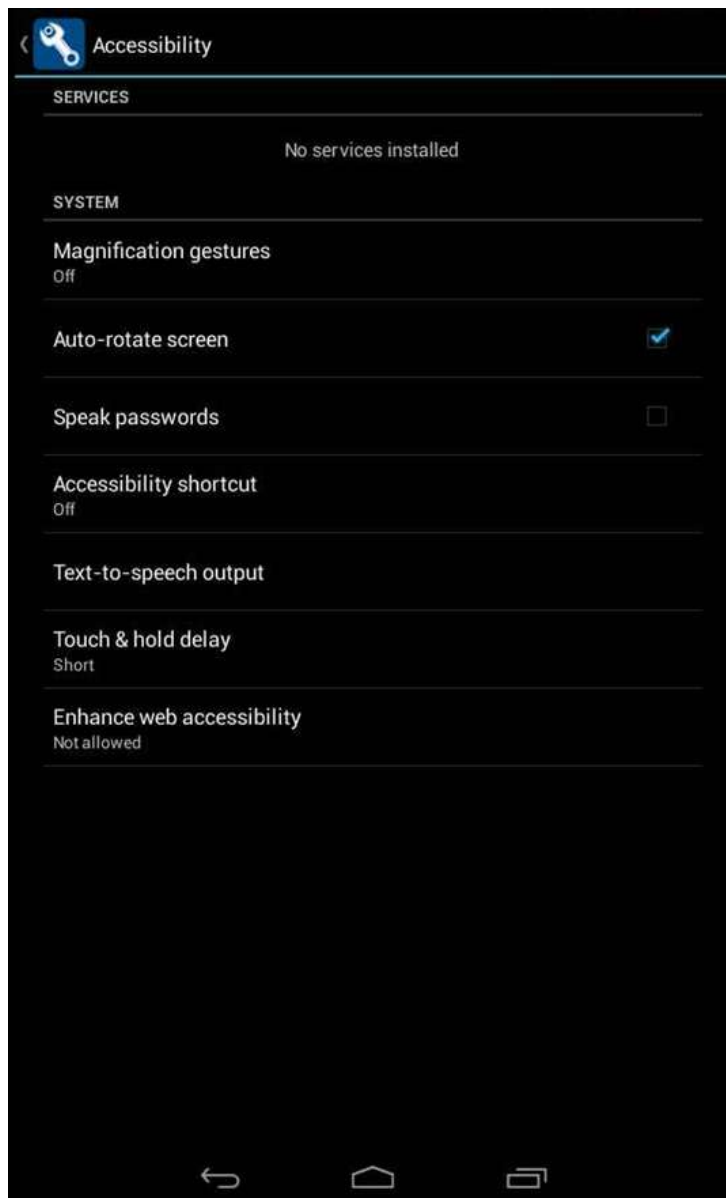 Accessibility
SERVICES
No services installed
SYSTEM
Magnification gestures
Off
Auto-rotate screen
Speak passwords
Accessibility shortcut
Off
Text-to-speech output
Touch & hold delay
Short
Enhance web accessibility
Not allowed